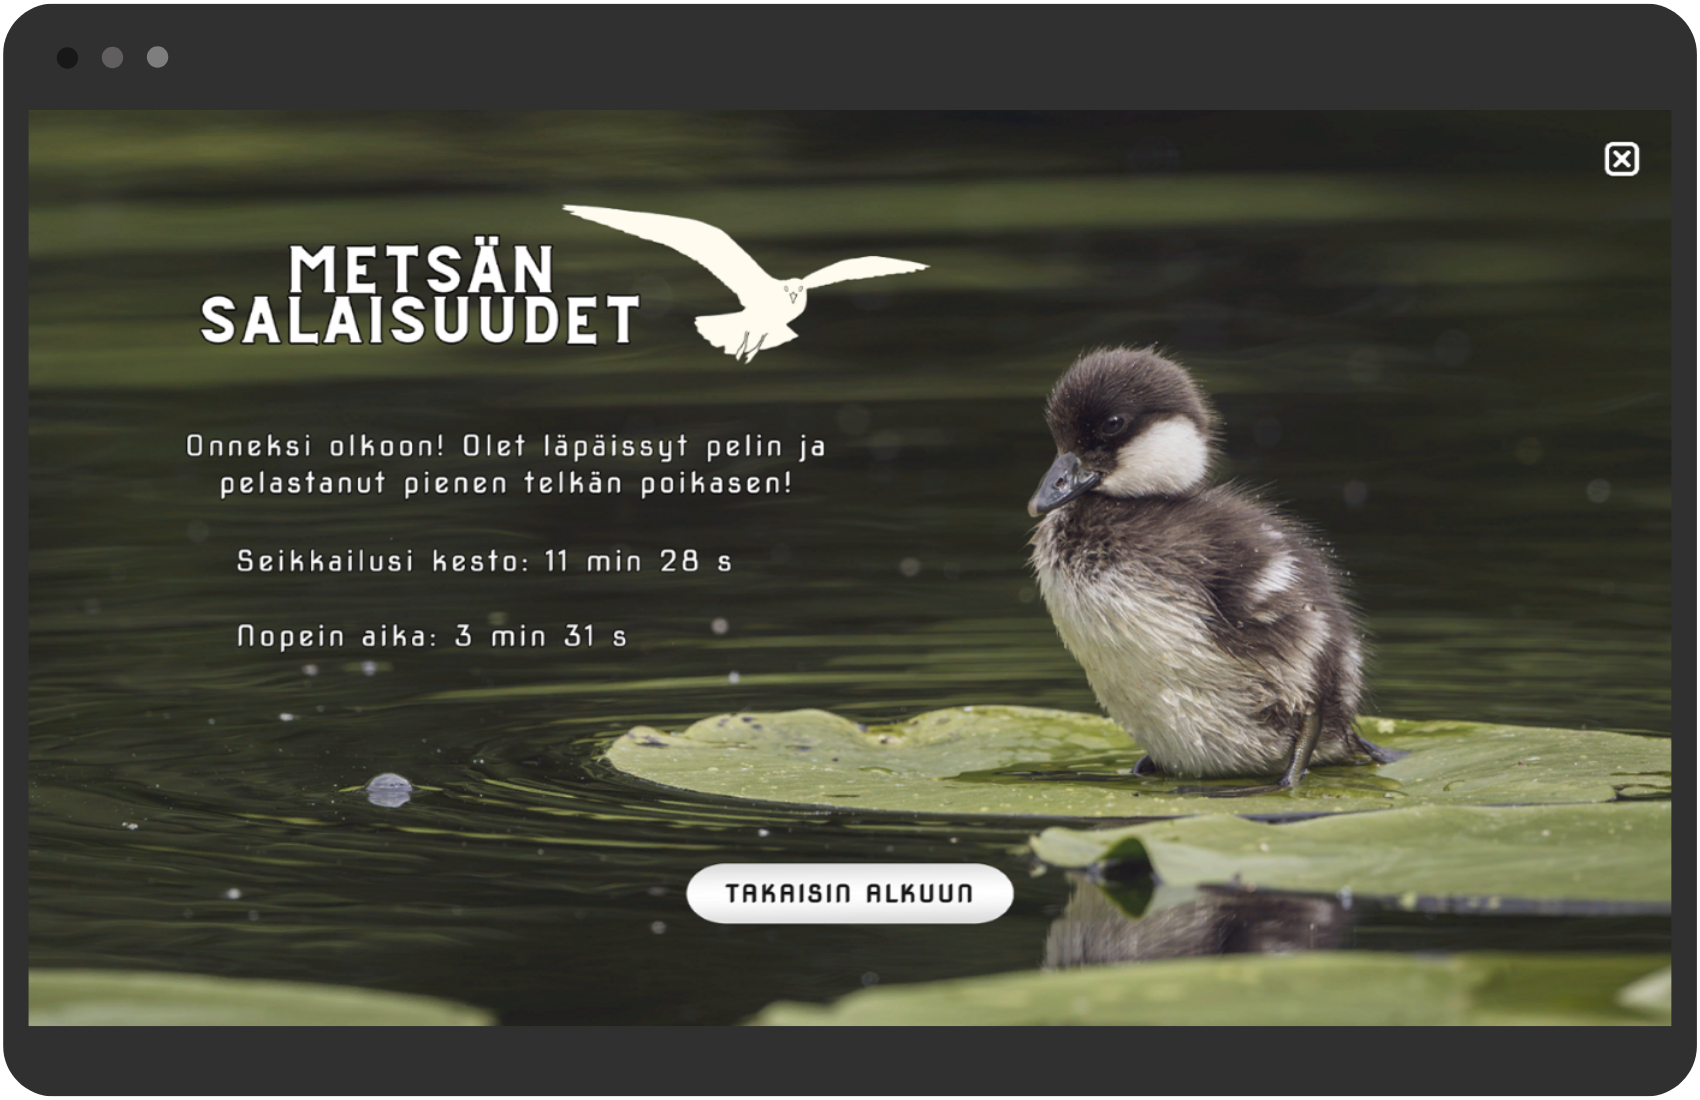 METSÄN
SALAISUUDET
Onneksi olkoon! Olet läpäissyt pelin ja
pelastanut pienen telkän poikasen!
Seikkailusi kesto: 11 min 28 s
Nopein aika: 3 min 31 s
TAKAISIN ALKUUN